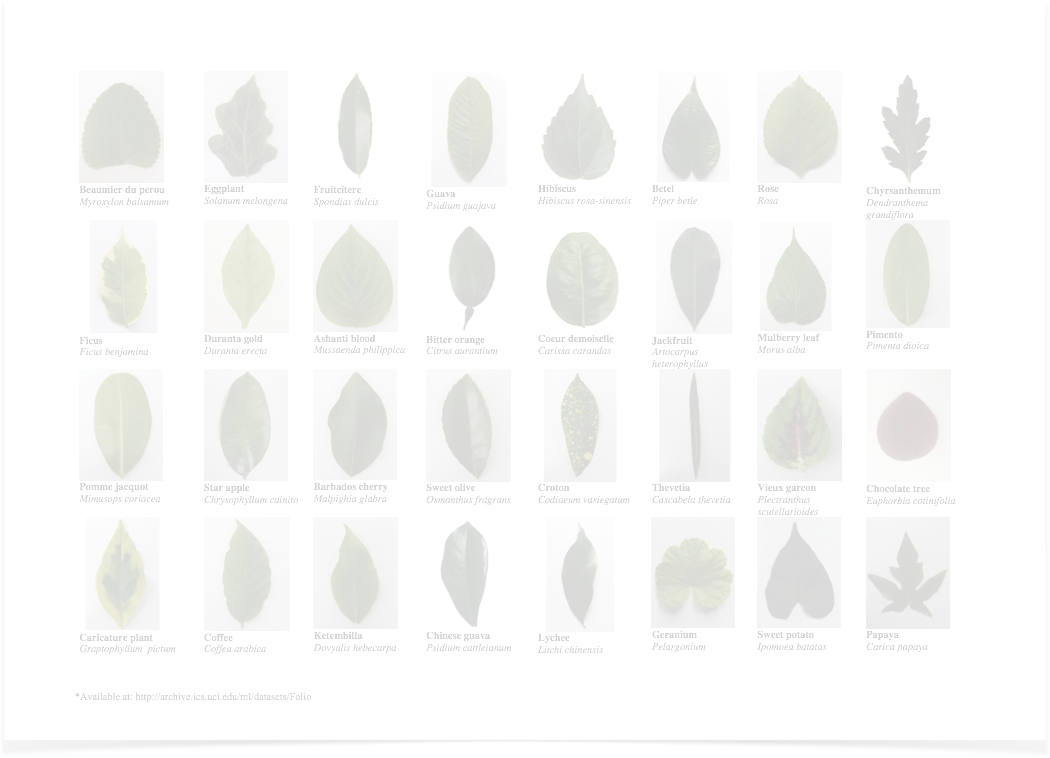 Beaumier du perou
Myroxylon balsamum
Eggplant
Solanum melongena
Fruitcitere
Spondias dulcis
Guava
Psidium guajava
Hibiscus
Hibiscus rosa-sinensis
Betel
Piper betle
Rose
Rosa
Chyrsanthemum
Dendranthema
grandiflora
Ficus
Ficus benjamina
Duranta gold
Duranta erecta
Ashanti blood
Mussaenda philippica
Bitter orange
Citrus aurantium
Coeur demoiselle
Carissa carandas
Jackfruit
Artocarpus
heterophyllus
Mulberry leaf
Morus alba
Pimento
Pimenta dioica
Pomme jacquot
Mimusops coriacea
Star apple
Chrysophyllum cainito
Barbados cherry
Malpighia glabra
Sweet olive
Osmanthus fragrans
Croton
Codiaeum variegatum
Thevetia
Cascabela thevetia
Vieux garcon
Plectranthus
scutellarioides
Chocolate tree
Euphorbia cotinifolia
Caricature plant
Graptophyllum pictum
Coffee
Coffea arabica
Ketembilla
Dovyalis hebecarpa
Chinese guava
Psidium cattleianum
Lychee
Litchi chinensis
Geranium
Pelargonium
Sweet potato
Ipomoea batatas
Papaya
Carica papaya
*Available at: http://archive.ics.uci.edu/ml/datasets/Folio